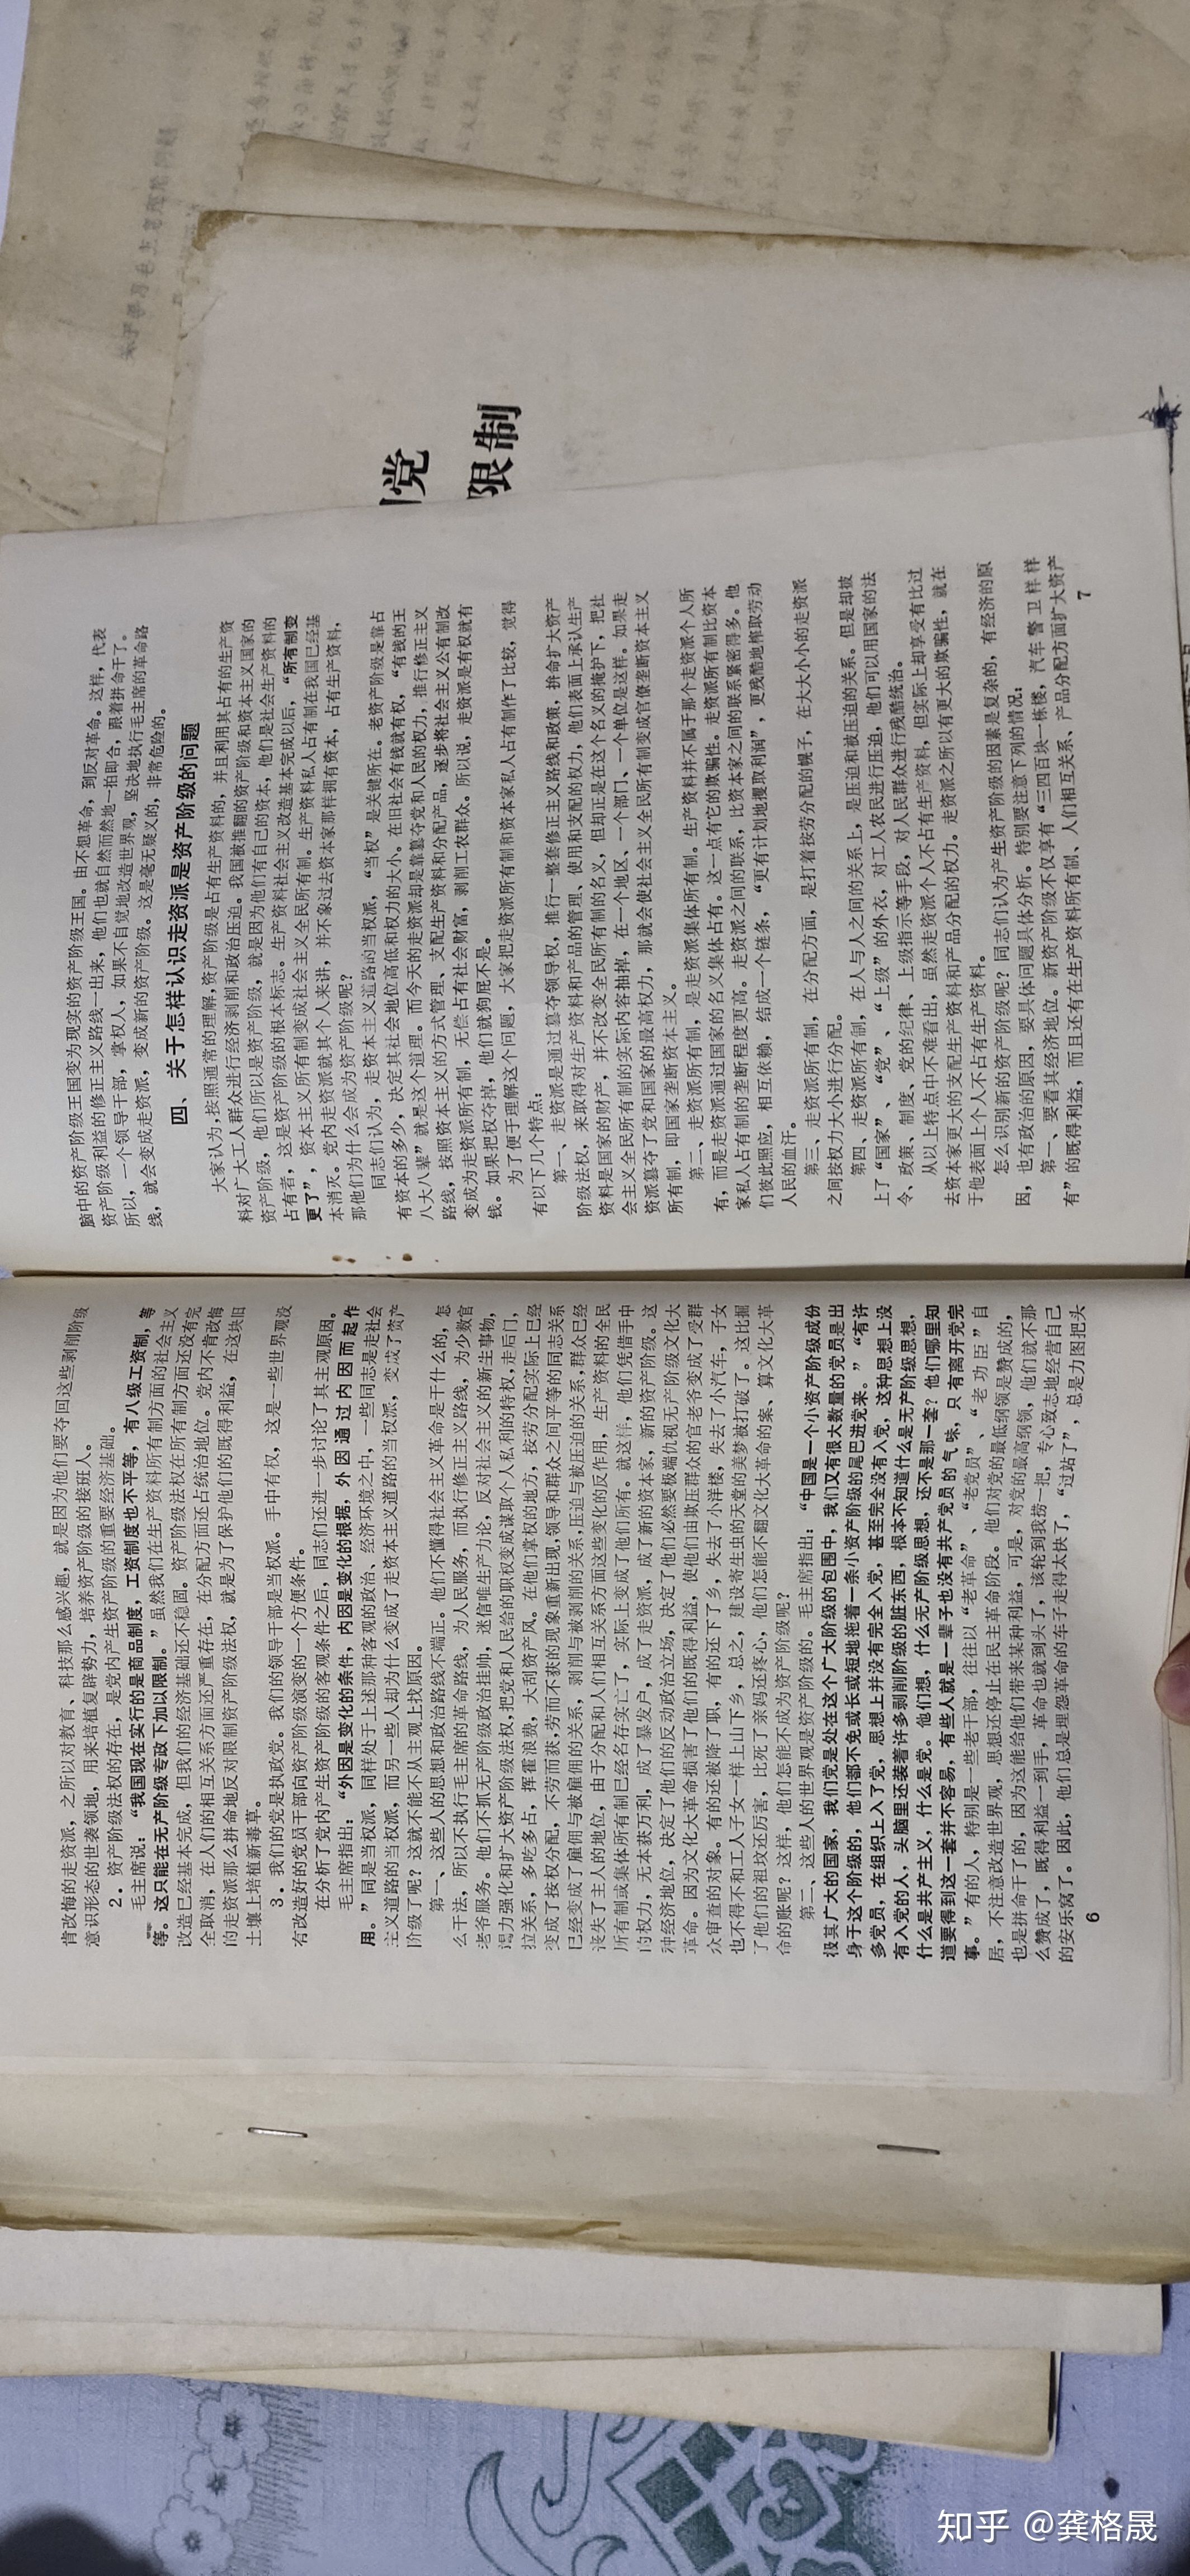 肯改悔的走资派，之所以对教育、科技那么感兴趣，就是因为他们要夺回这些剥削阶级
意识形态的世袭领地，用来培植复辟势力，培养资产阶级的接班人。
2．资产阶级法权的存在，是党内产生资产阶级的重要经济基础。
毛主席说：“我国现在实行的是商品制度，工资制度也不平等，有八级工资制，等
等。这只能在无产阶级专政下加以限制。”虽然我们在生产资料所有制方面的社会主义
改造已经基本完成，但我们的经济基础还不稳固。资产阶级法权在所有制方面还没有完
全取消，在人们的相互关系方面还严重存在，在分配方面还占统治地位。党内不肯改悔
的走资派那么拼命地反对限制资产阶级法权，就是为了保护他们的既得利益，在这块旧
土壤上培植新毒草。
3．我们的党是执政党。我们的领导干部是当权派。手中有权，这是一些世界观没
有改造好的党员干部向资产阶级演变的一个方便条件。
在分析了党内产生资产阶级的客观条件之后，同志们还进一步讨论了其主观原因。
毛主席指出：“外因是变化的条件，内因是变化的根据，外因通过内因而起作
用。”同是当权派，同样处于上述那种客观的政治、经济环境之中，一些同志是走社会
主义道路的当权派，而另一些人却为什么变成了走资本主义道路的当权派，变成了资产
阶级了呢？这就不能不从主观上找原因。
第一、这些人的思想和政治路线不端正。他们不懂得社会主义革命是干什么的，怎
么干法，所以不执行毛主席的革命路线，为人民服务，而执行修正主义路线，为少数官
老爷服务。他们不抓无产阶级政治挂帅，迷信唯生产力论，反对社会主义的新生事物，
竭力强化和扩大资产阶级法权，把党和人民给的职权变成谋取个人私利的特权，走后门，
拉关系，多吃多占，挥霍浪费，大刮资产风。在他们掌权的地方，按劳分配实际上已经
变成了按权分配，不劳而获，劳而不获的现象重新出现，领导和群众之间平等的同志关系
已经变成了雇佣与被雇佣的关系，剥削与被剥削的关系，压迫与被压迫的关系，群众已经
丧失了主人的地位，由于分配和人们相互关系方面这些变化的反作用，生产资料的全民
所有制或集体所有制已经名存实亡了，实际上变成了他们所有。就这样，他们凭借手中
的权力，无本获万利，成了暴发户，成了走资派，成了新的资本家，新的资产阶级。这
种经济地位，决定了他们的反动政治立场，决定了他们必然要极端仇视无产阶级文化大
革命。因为文化大革命损害了他们的既得利益，使他们由欺压群众的官老爷变成了受群
众审查的对象。有的还被降了职，有的还下了乡，失去了小洋楼，失去了小汽车，子女
也不得不和工人子女一样上山下乡，总之，建设寄生虫的天堂的美梦被打破了。这比掘
了他们的祖坟还厉害，比死了亲妈还疼心，他们怎能不翻文化大革命的案、算文化大革
命的账呢？这样，他们怎能不成为资产阶级呢？
第二、这些人的世界观是资产阶级的。毛主席指出：“中国是一个小资产阶级成份
极其广大的国家，我们党是处在这个广大阶级的包围中，我们又有很大数量的党员是出
身于这个阶级的，他们都不免或长或短地拖着一条小资产阶级的尾巴进党来。”“有许
多党员，在组织上入了党，思想上并没有完全入党，甚至完全没有入党，这种思想上没
有入党的人，头脑里还装着许多剥削阶级的脏东西，根本不知道什么是无产阶级思想，
什么是共产主义，什么是党。他们想，什么无产阶级思想，还不是那一套？他们哪里知
道要得到这一套并不容易，有些人就是一辈子也没有共产党员的气味，只有离开党完
事。”有的人，特别是一些老干部，往往以“老革命”、“老党员”、“老功臣”自
居，不注意改造世界观，思想还停止在民主革命阶段。他们对党的最低纲领是赞成的，
也是拼命干了的，因为这能给他们带来某种利益，可是，对党的最高纲领，他们就不那
么赞成了，既得利益一到手，革命也就到头了，该轮到我捞一把，专心致志地经营自己
的安乐窝了。因此，他们总是埋怨革命的车子走得太快了，“过站了”，总是力图把头
6
脑中的资产阶级王国变为现实的资产阶级王国。由不想革命，到反对革命。这样，代表
资产阶级利益的修正主义路线一出来，他们也就自然而然地一拍即合，跟着拼命干了。
所以，一个领导干部，掌权人，如果不自觉地改造世界观，坚决地执行毛主席的革命路
线，就会变成走资派，变成新的资产阶级。这是毫无疑义的，非常危险的。
四、关于怎样认识走资派是资产阶级的问题
大家认为，按照通常的理解，资产阶级是占有生产资料的，并且利用其占有的生产资
料对广大工人群众进行经济剥削和政治压迫。我国被推翻的资产阶级和资本主义国家的
资产阶级，他们所以是资产阶级，就是因为他们有自己的资本，他们是社会生产资料的
占有者，这是资产阶级的根本标志。生产资料社会主义改造基本完成以后，“所有制变
更了”，资本主义所有制变成社会主义全民所有制。生产资料私人占有制在我国已经基
本消灭。党内走资派就其个人来讲，并不象过去资本家那样拥有资本，占有生产资料，
那他们为什么会成为资产阶级呢？
同志们认为，走资本主义道路的当权派，“当权”是关键所在。老资产阶级是靠占
有资本的多少，决定其社会地位高低和权力的大小。在旧社会有钱就有权，“有钱的王
八大八辈”就是这个道理。而今天的走资派却是靠篡夺党和人民的权力，推行修正主义
路线，按照资本主义的方式管理、支配生产资料和分配产品，逐步将社会主义公有制改
变成为走资派所有制，无偿占有社会财富，剥削工农群众。所以说，走资派是有权就有
钱。如果把权夺掉，他们就狗屁不是。
为了便于理解这个问题，大家把走资派所有制和资本家私人占有制作了比较，觉得
有以下几个特点：
第一、走资派是通过篡夺领导权，推行一整套修正主义路线和政策，拼命扩大资产
阶级法权，来取得对生产资料和产品的管理、使用和支配的权力，他们表面上承认生产
资料是国家的财产，并不改变全民所有制的名义，但却正是在这个名义的掩护下，把社
会主义全民所有制的实际内容抽掉，在一个地区、一个部门、一个单位是这样。如果走
资派篡夺了党和国家的最高权力，那就会使社会主义全民所有制变成官僚垄断资本主义
所有制，即国家垄断资本主义。
第二、走资派所有制，是走资派集体所有制。生产资料并不属于那个走资派个人所
有，而是走资派通过国家的名义集体占有。这一点有它的欺骗性。走资派所有制比资本
家私人占有制的垄断程度更高。走资派之间的联系，比资本家之间的联系紧密得多。他
们彼此照应，相互依赖，结成一个链条，“更有计划地攫取利润”，更残酷地榨取劳动
人民的血汗。
第三、走资派所有制，在分配方面，是打着按劳分配的幌子，在大大小小的走资派
之间按权力大小进行分配。
第四、走资派所有制，在人与人之间的关系上，是压迫和被压迫的关系。但是却披
上了“国家”、“党”、“上级”的外衣，对工人农民进行压迫，他们可以用国家的法
令、政策、制度、党的纪律、上级指示等手段，对人民群众进行残酷统治。
从以上特点中不难看出，虽然走资派个人不占有生产资料，但实际上却享受有比过
去资本家更大的支配生产资料和产品分配的权力。走资派之所以有更大的欺骗性，就在
于他表面上个人不占有生产资料。
怎么识别新的资产阶级呢？同志们认为产生资产阶级的因素是复杂的，有经济的原
因，也有政治的原因，要具体问题具体分析。特别要注意下列的情况：
第一、要看其经济地位。新资产阶级不仅享有“三四百块一栋楼，汽车警卫样样
有”的既得利益，而且还有在生产资料所有制、人们相互关系、产品分配方面扩大资产
7
党
限制
知乎 @龚格晟